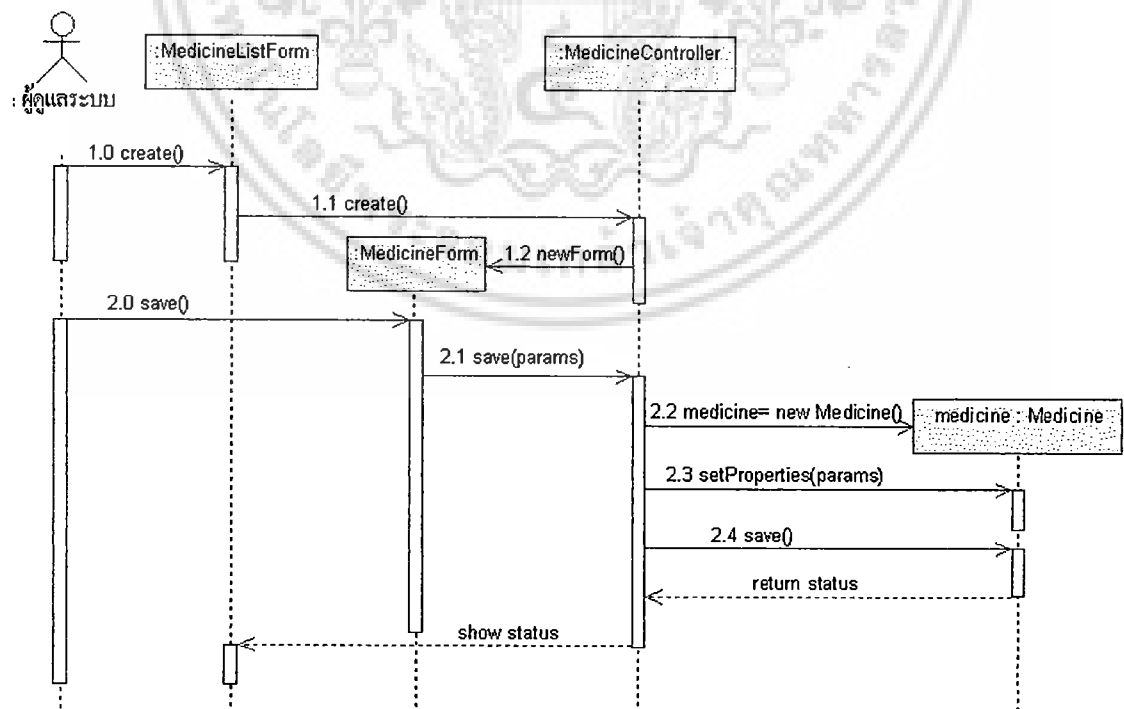 :MedicineListForm
:MedicineController
: ผู้ดูแลระบบ
1.0 create()
1.1 create()
:MedicineForm
1.2 newForm()
2.0 save()
2.1 save(params)
2.2 medicine= new Medicine()
medicine : Medicine
2.3 setProperties(params)
2.4 save()
return status
show status